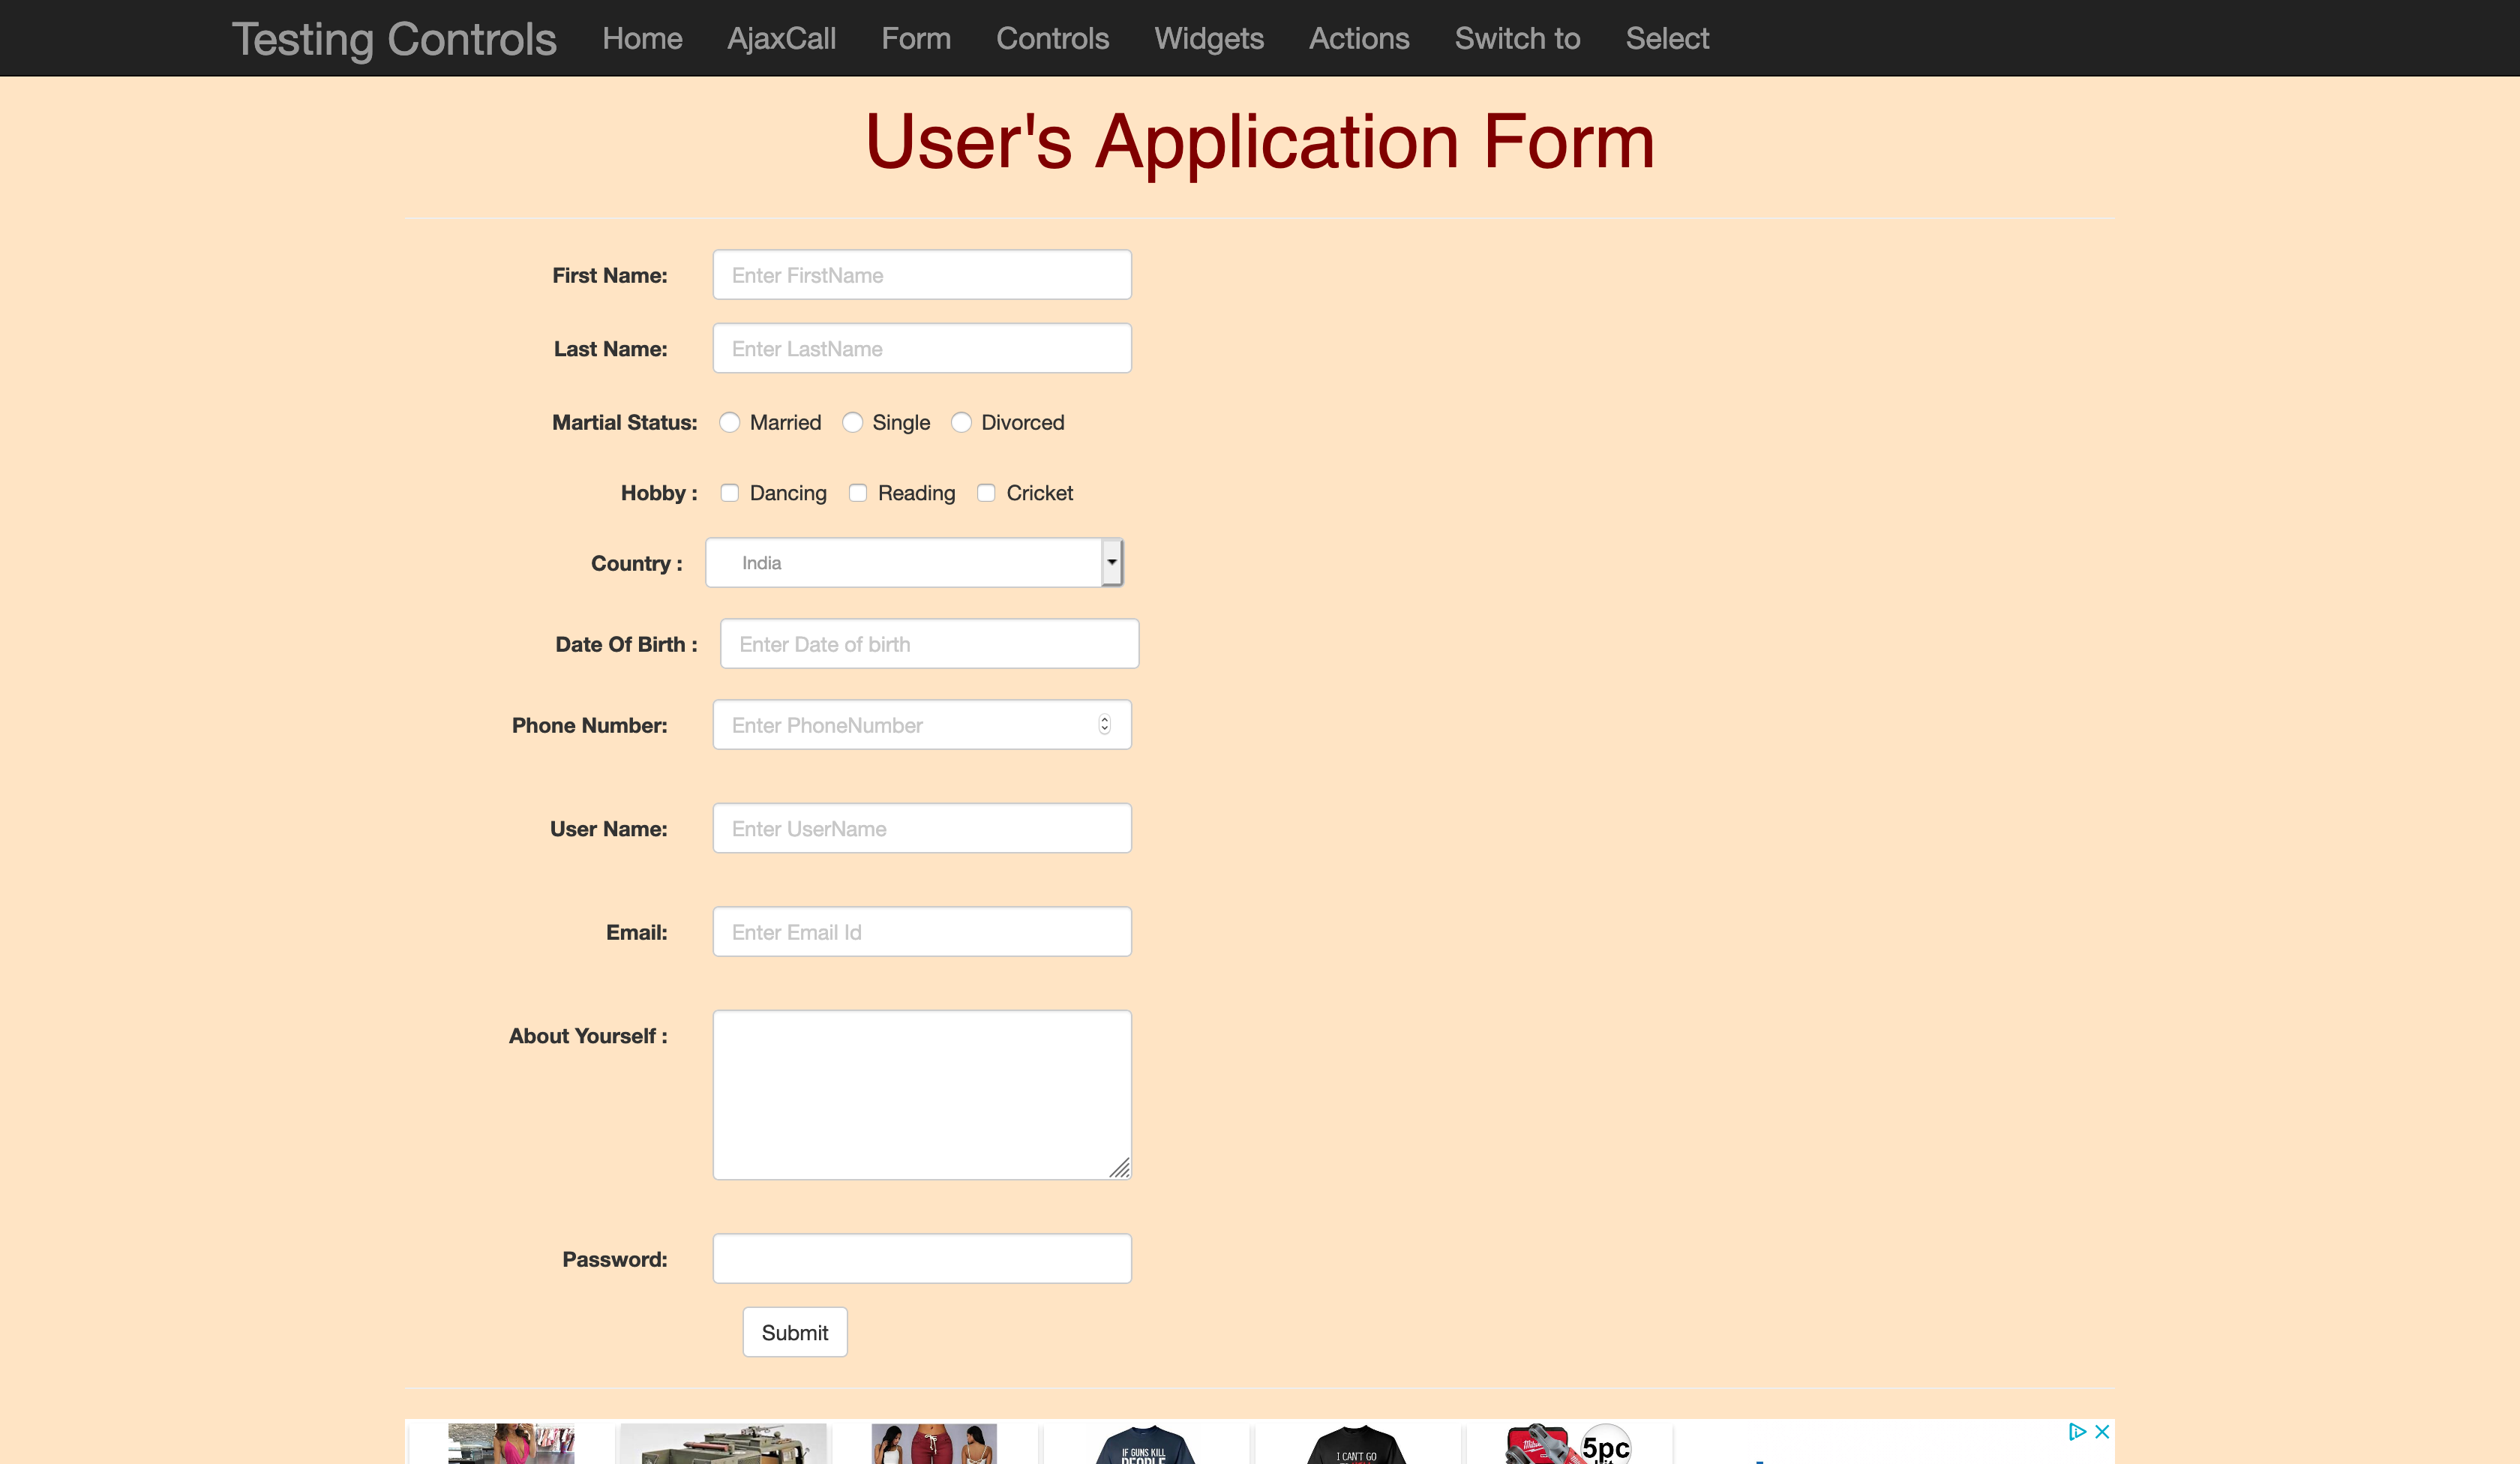 Testing Controls Home AjaxCall Form Controls Widgets Actions Switch to Select
User's Application Form
First Name: Enter FirstName
Last Name: Enter LastName
Martial Status: Married Single Divorced
Hobby : Dancing Reading Cricket
Country : India
Date Of Birth : Enter Date of birth
Phone Number: Enter PhoneNumber
User Name: Enter UserName
Email: Enter Email Id
About Yourself :
Password:
Submit
IF GUNS KILL
PEOPLE
I CAN'T GO
Milwaukee
5pc